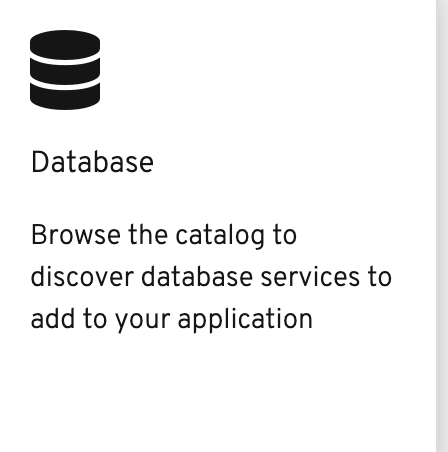 Database
Browse the catalog to
discover database services to
add to your application